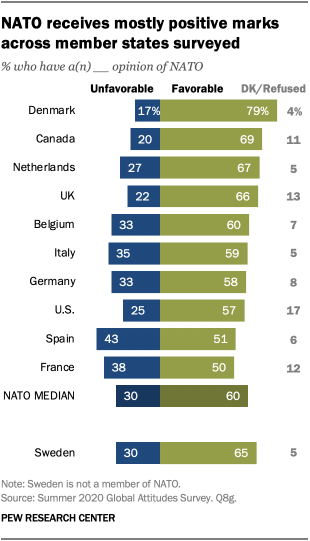 NATO receives mostly positive marks
across member states surveyed
% who have a(n) __ opinion of NATO
Unfavorable Favorable DK/Refused
Denmark 17% 79% 4%
Canada 20 69 11
Netherlands 27 67 5
UK 22 66 13
Belgium 33 60 7
Italy 35 59 5
Germany 33 58 8
U.S. 25 57 17
Spain 43 51 6
France 38 50 12
NATO MEDIAN 30 60
Sweden 30 65 5
Note: Sweden is not a member of NATO.
Source: Summer 2020 Global Attitudes Survey. Q8g.
PEW RESEARCH CENTER